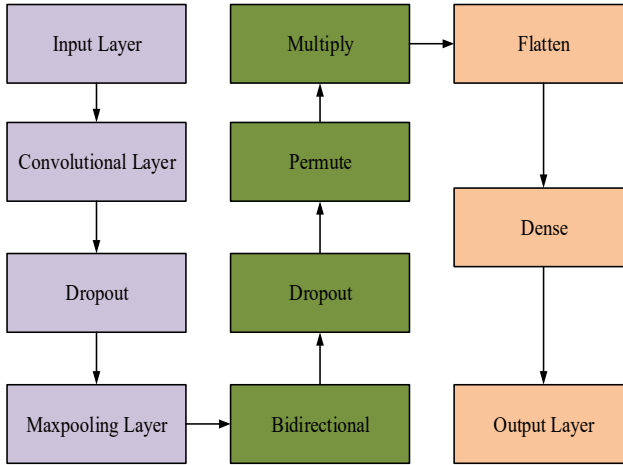 Input Layer
Convolutional Layer
Dropout
Maxpooling Layer
Bidirectional
Dropout
Permute
Multiply
Flatten
Dense
Output Layer